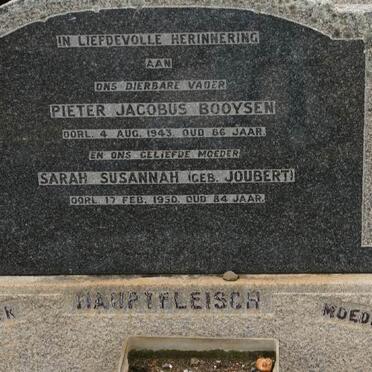 IN LIEFDEVOLLE HERINNERING
AAN
ONS DIERBARE VADER
PIETER JACOBUS BOOYSEN
OORL. 4 AUG. 1943. OUD 86 JAAR.
EN ONS GELIEFDE MOEDER
SARAH SUSANNAH (GEB. JOUBERT)
OORL. 17 FEB. 1950. OUD 84 JAAR.
HAUPTFLEISCH